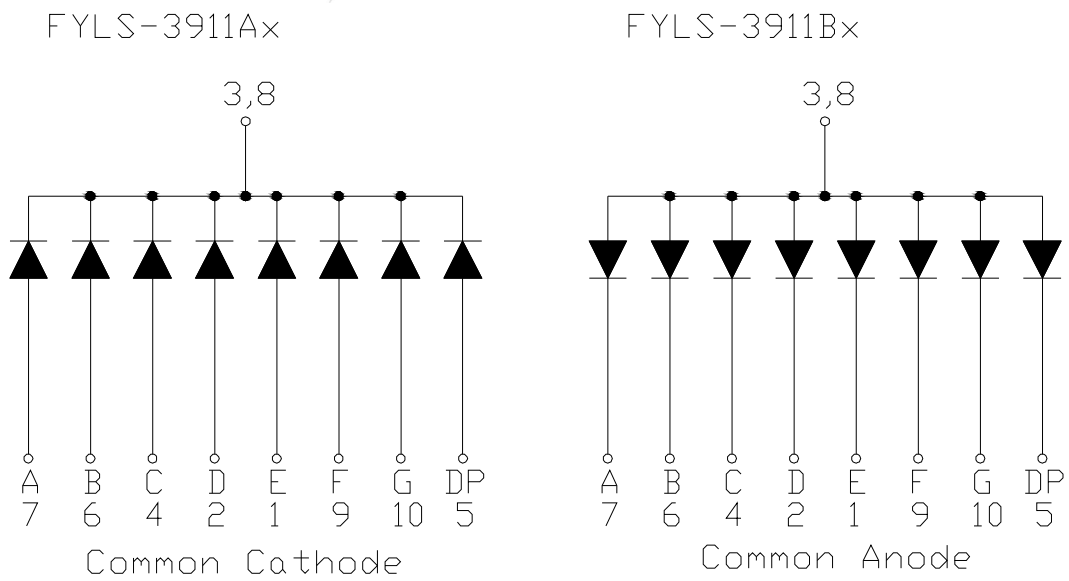 FYLS-3911Ax
FYLS-3911Bx
3,8
3,8
A B C D E F G DP
7 6 4 2 1 9 10 5
Common Cathode
A B C D E F G DP
7 6 4 2 1 9 10 5
Common Anode